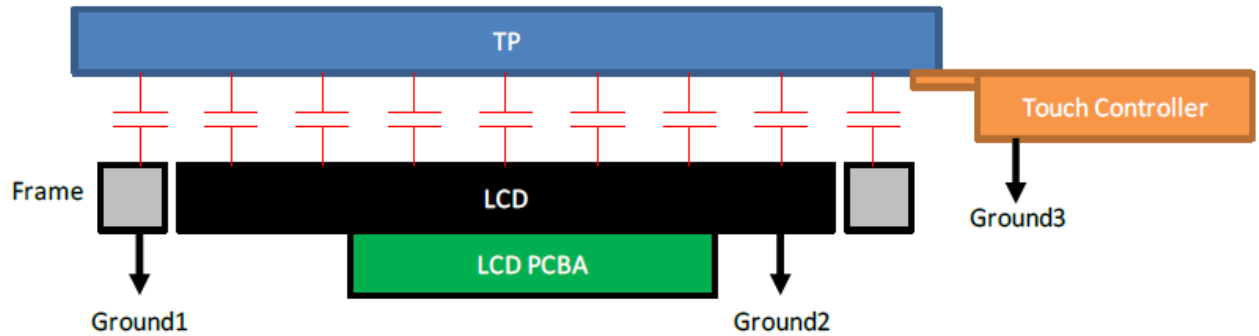 TP
Touch Controller
Frame
LCD
Ground3
LCD PCBA
Ground1
Ground2